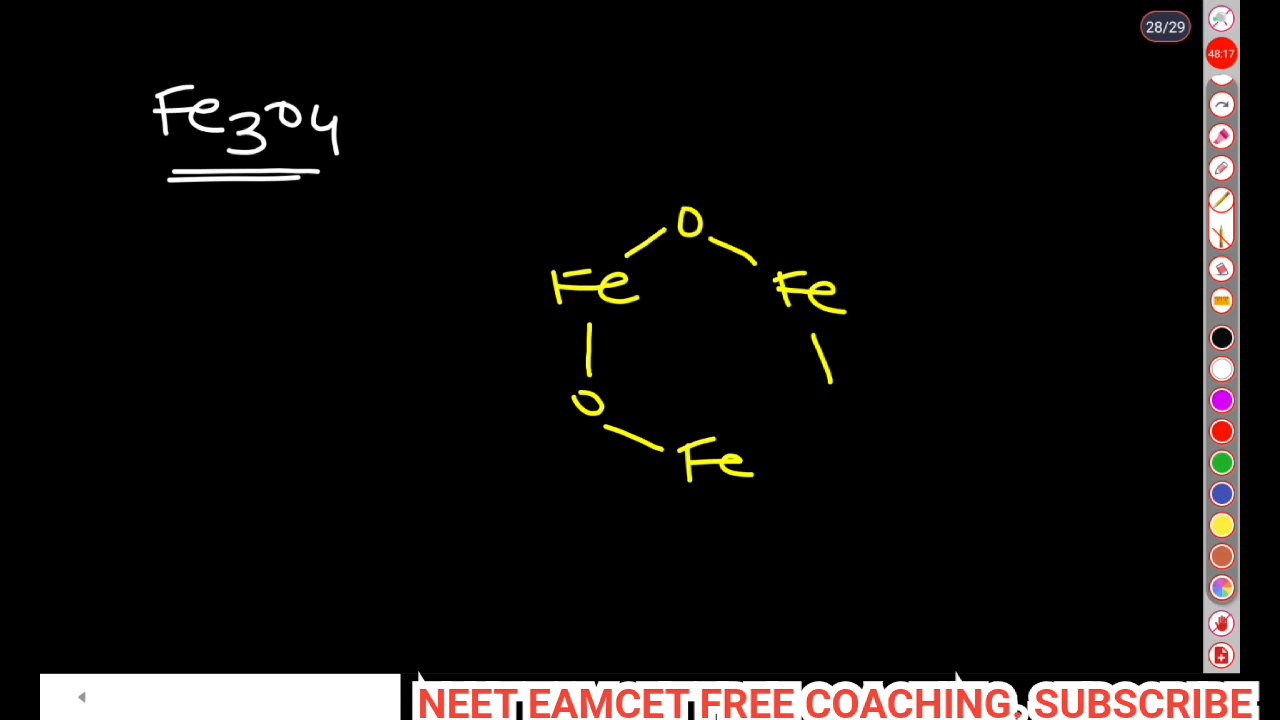 28/29
48:17
Fe3O4
O
Fe Fe
O
Fe
NEET EAMCET FREE COACHING, SUBSCRIBE